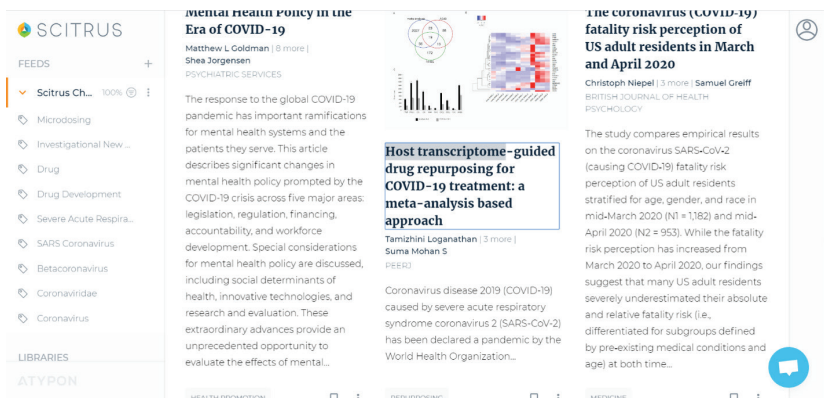 SCITRUS
FEEDS +
Scitrus Ch... 100%
Microdosing
Investigational New ...
Drug
Drug Development
Severe Acute Respira...
SARS Coronavirus
Betacoronavirus
Coronaviridae
Coronavirus
LIBRARIES
ATYPON
Mental Health Policy in the
Era of COVID-19
Matthew L Goldman | 8 more |
Shea Jorgensen
PSYCHIATRIC SERVICES
The response to the global COVID-19
pandemic has important ramifications
for mental health systems and the
patients they serve. This article
describes significant changes in
mental health policy prompted by the
COVID-19 crisis across five major areas:
legislation, regulation, financing,
accountability, and workforce
development. Special considerations
for mental health policy are discussed,
including social determinants of
health, innovative technologies, and
research and evaluation. These
extraordinary advances provide an
unprecedented opportunity to
evaluate the effects of mental...
HEALTH PROMOTION
Host transcriptome-guided
drug repurposing for
COVID-19 treatment: a
meta-analysis based
approach
Tamizhini Loganathan | 3 more |
Suma Mohan S
PEERJ
Coronavirus disease 2019 (COVID-19)
caused by severe acute respiratory
syndrome coronavirus 2 (SARS-CoV-2)
has been declared a pandemic by the
World Health Organization...
REPURPOSING
The coronavirus (COVID-19)
fatality risk perception of
US adult residents in March
and April 2020
Christoph Niepel | 3 more | Samuel Greiff
BRITISH JOURNAL OF HEALTH
PSYCHOLOGY
The study compares empirical results
on the coronavirus SARS-CoV-2
(causing COVID-19) fatality risk
perception of US adult residents
stratified for age, gender, and race in
mid-March 2020 (N1 = 1,182) and mid-
April 2020 (N2 = 953). While the fatality
risk perception has increased from
March 2020 to April 2020, our findings
suggest that many US adult residents
severely underestimated their absolute
and relative fatality risk (i.e.,
differentiated for subgroups defined
by pre-existing medical conditions and
age) at both time...
MEDICINE